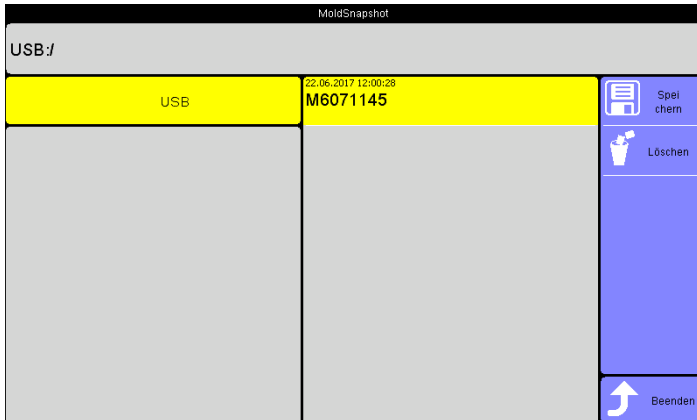 MoldSnapshot
USB:/
USB
22.06.2017 12:00:28
M6071145
Spei
chern
Löschen
Beenden